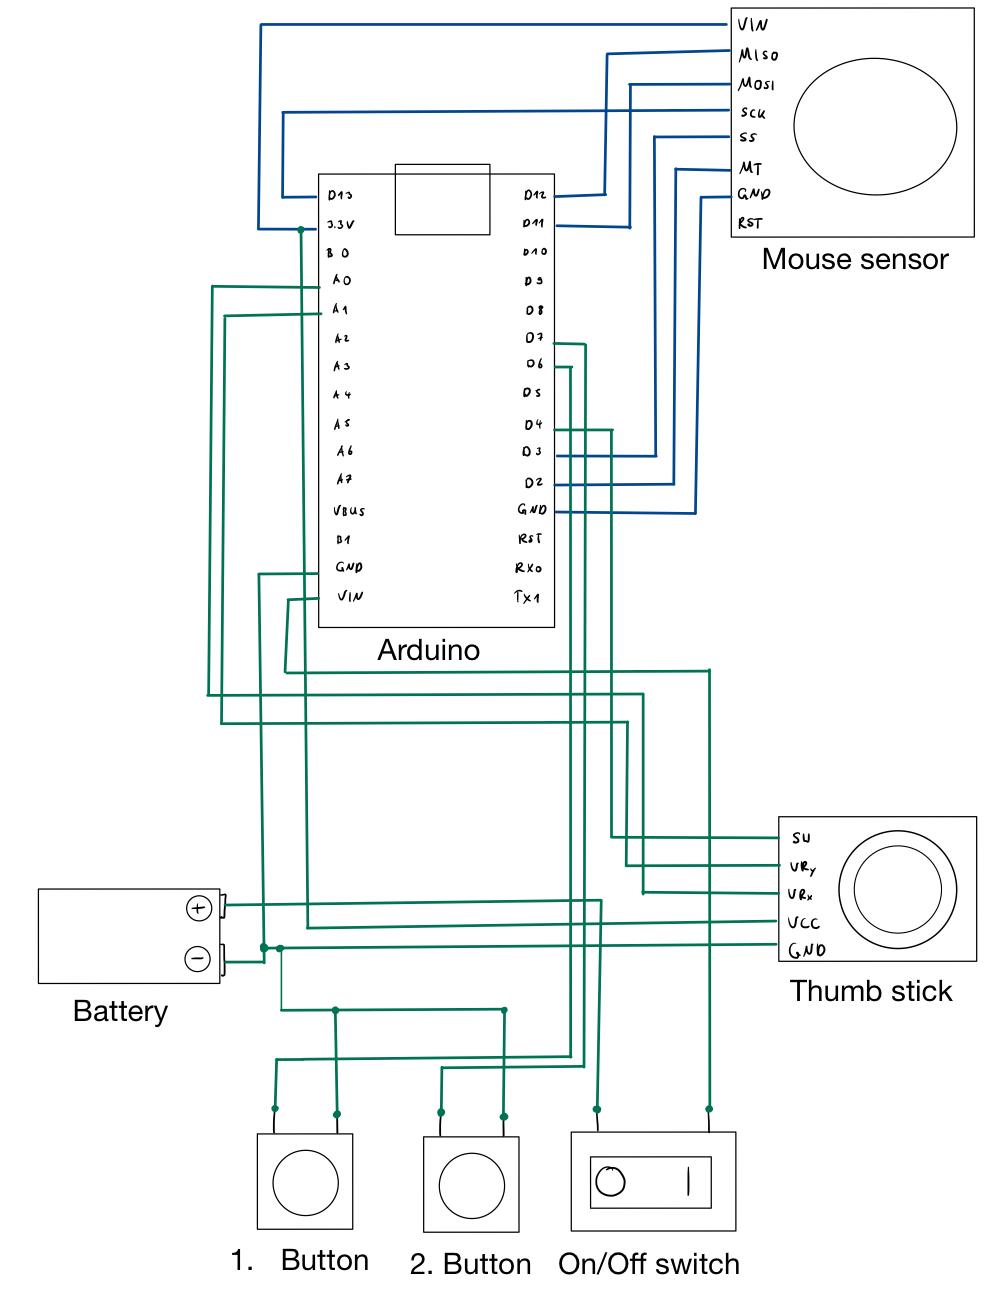 VIN
MISO
MOSI
SCK
SS
MT
GND
RST
Mouse sensor
D13
3.3V
B0
A0
A1
A2
A3
A4
A5
A6
A7
VBUS
B1
GND
VIN
D12
D11
D10
D9
D8
D7
D6
D5
D4
D3
D2
GND
RST
RX0
TX1
Arduino
SW
VRy
VRx
VCC
GND
Thumb stick
+
−
Battery
1. Button
2. Button
O I
On/Off switch